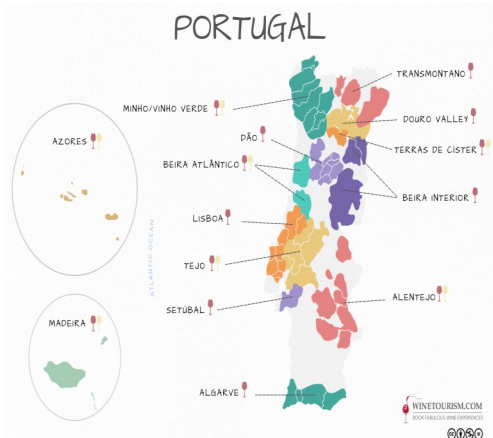 PORTUGAL
TRANSMONTANO
MINHO/VINHO VERDE
DOURO VALLEY
DÃO
TERRAS DE CISTER
AZORES
BEIRA ATLÂNTICO
BEIRA INTERIOR
LISBOA
ATLANTIC OCEAN
TEJO
ALENTEJO
SETÚBAL
MADEIRA
ALGARVE
WINETOURISM.COM
BOOK FABULOUS WINE EXPERIENCES